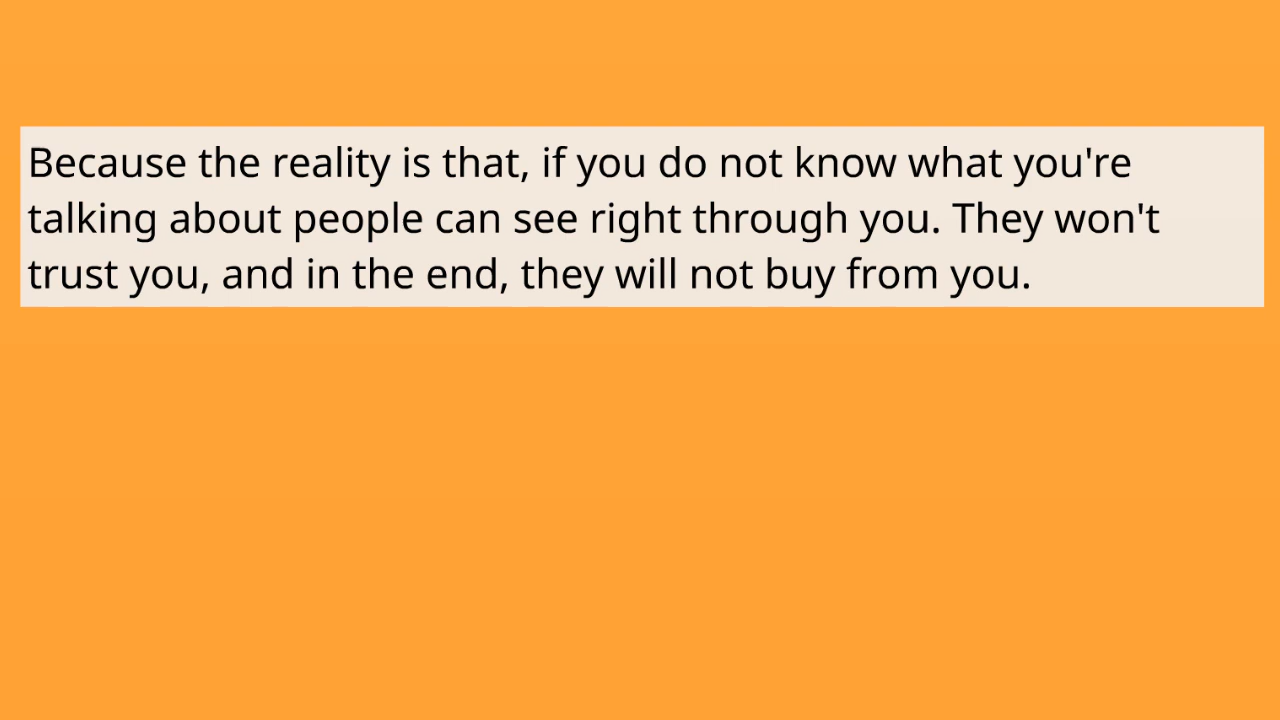 Because the reality is that, if you do not know what you're
talking about people can see right through you. They won't
trust you, and in the end, they will not buy from you.